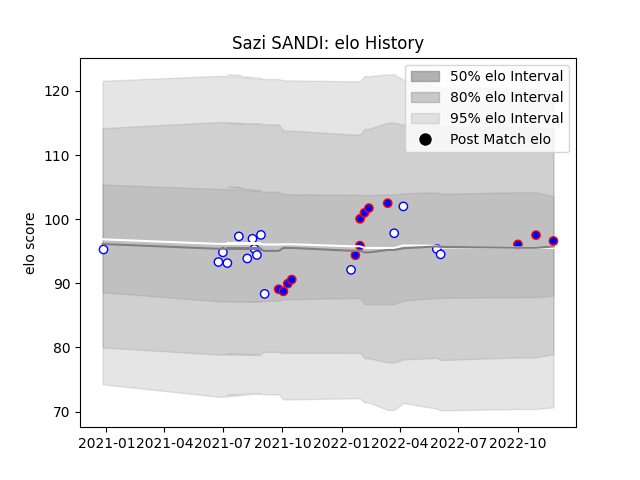 Sazi SANDI: elo History
50% elo Interval
80% elo Interval
95% elo Interval
Post Match elo
elo score
120
110
100
90
80
70
2021-01 2021-04 2021-07 2021-10 2022-01 2022-04 2022-07 2022-10